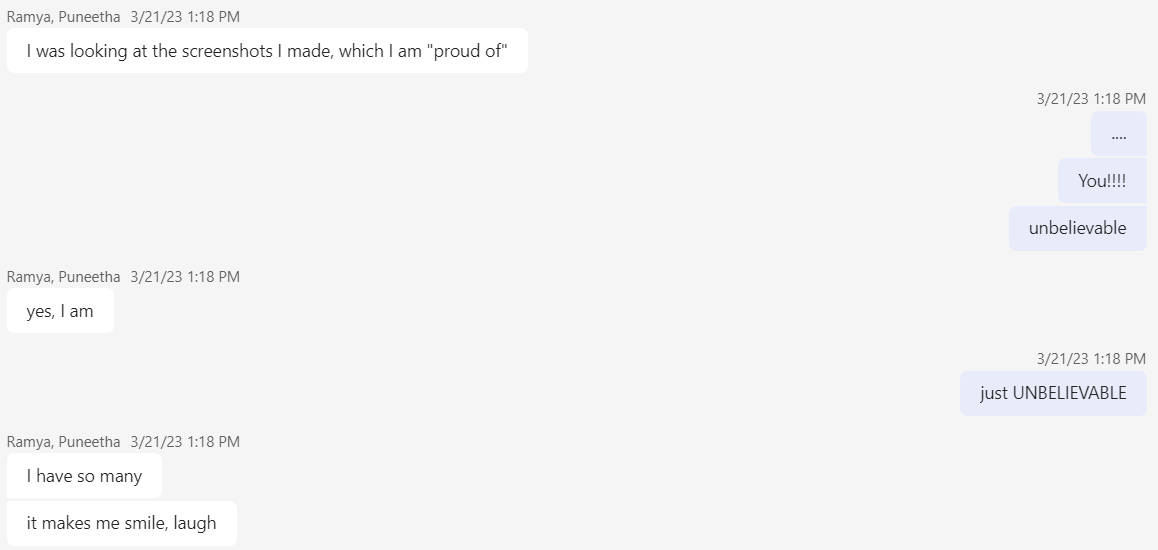 Ramya, Puneetha 3/21/23 1:18 PM
I was looking at the screenshots I made, which I am "proud of"
3/21/23 1:18 PM
....
You!!!!
unbelievable
Ramya, Puneetha 3/21/23 1:18 PM
yes, I am
3/21/23 1:18 PM
just UNBELIEVABLE
Ramya, Puneetha 3/21/23 1:18 PM
I have so many
it makes me smile, laugh